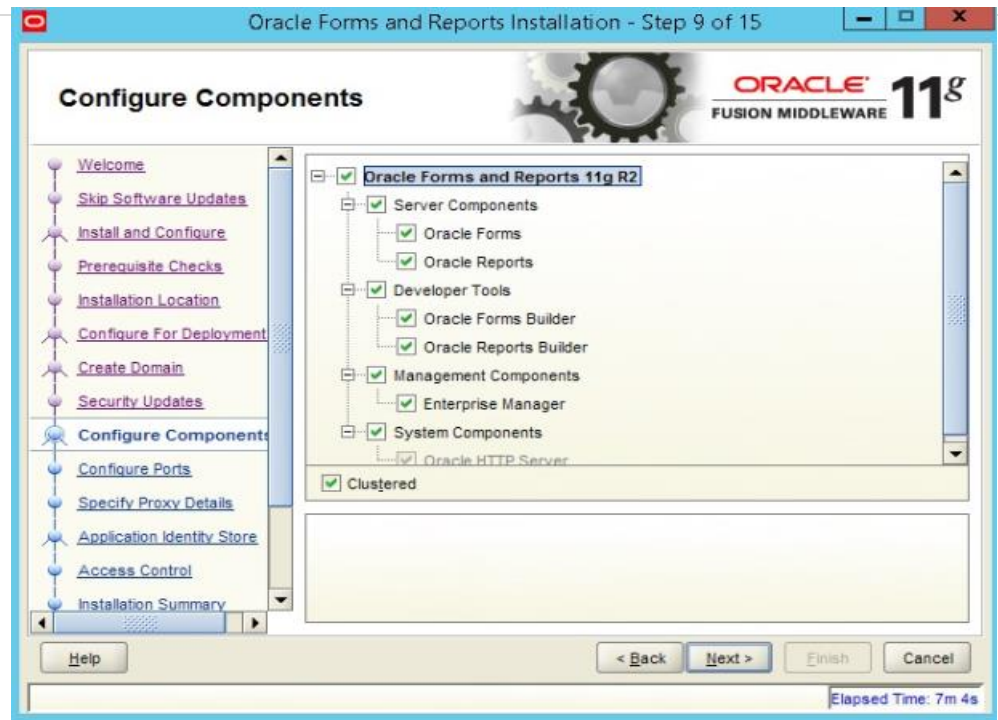 Oracle Forms and Reports Installation - Step 9 of 15
Configure Components
ORACLE
FUSION MIDDLEWARE
11g
Welcome
Skip Software Updates
Install and Configure
Prerequisite Checks
Installation Location
Configure For Deployment
Create Domain
Security Updates
Configure Components
Configure Ports
Specify Proxy Details
Application Identity Store
Access Control
Installation Summary
Oracle Forms and Reports 11g R2
Server Components
Oracle Forms
Oracle Reports
Developer Tools
Oracle Forms Builder
Oracle Reports Builder
Management Components
Enterprise Manager
System Components
Oracle HTTP Server
Clustered
Help
< Back
Next >
Finish
Cancel
Elapsed Time: 7m 4s